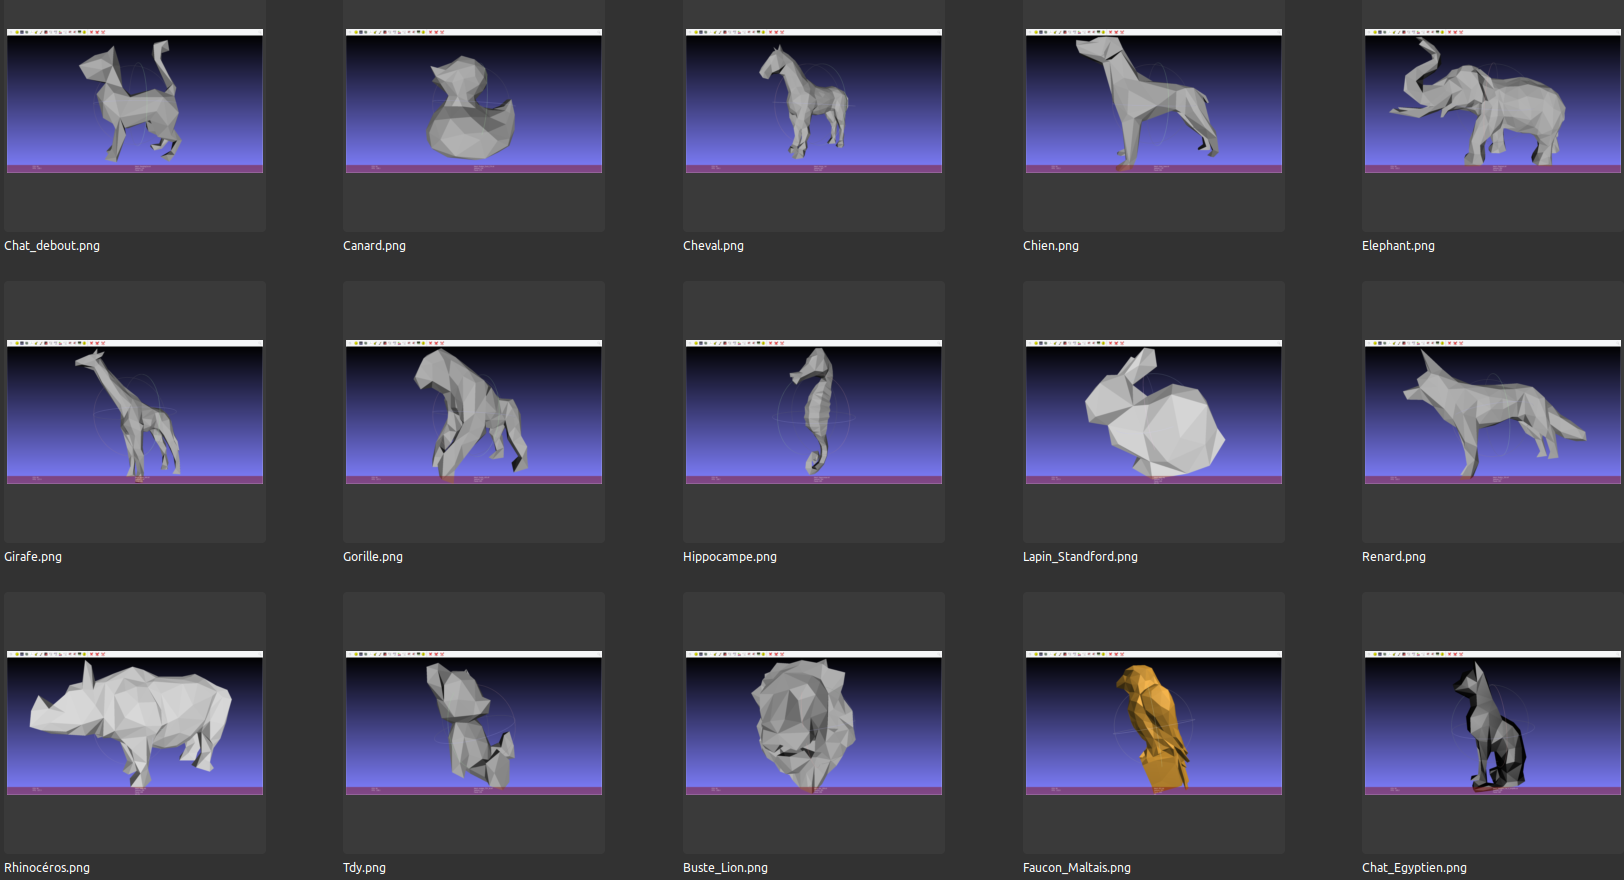 Chat_debout.png
Canard.png
Cheval.png
Chien.png
Elephant.png
Girafe.png
Gorille.png
Hippocampe.png
Lapin_Standford.png
Renard.png
Rhinocéros.png
Tdy.png
Buste_Lion.png
Faucon_Maltais.png
Chat_Egyptien.png